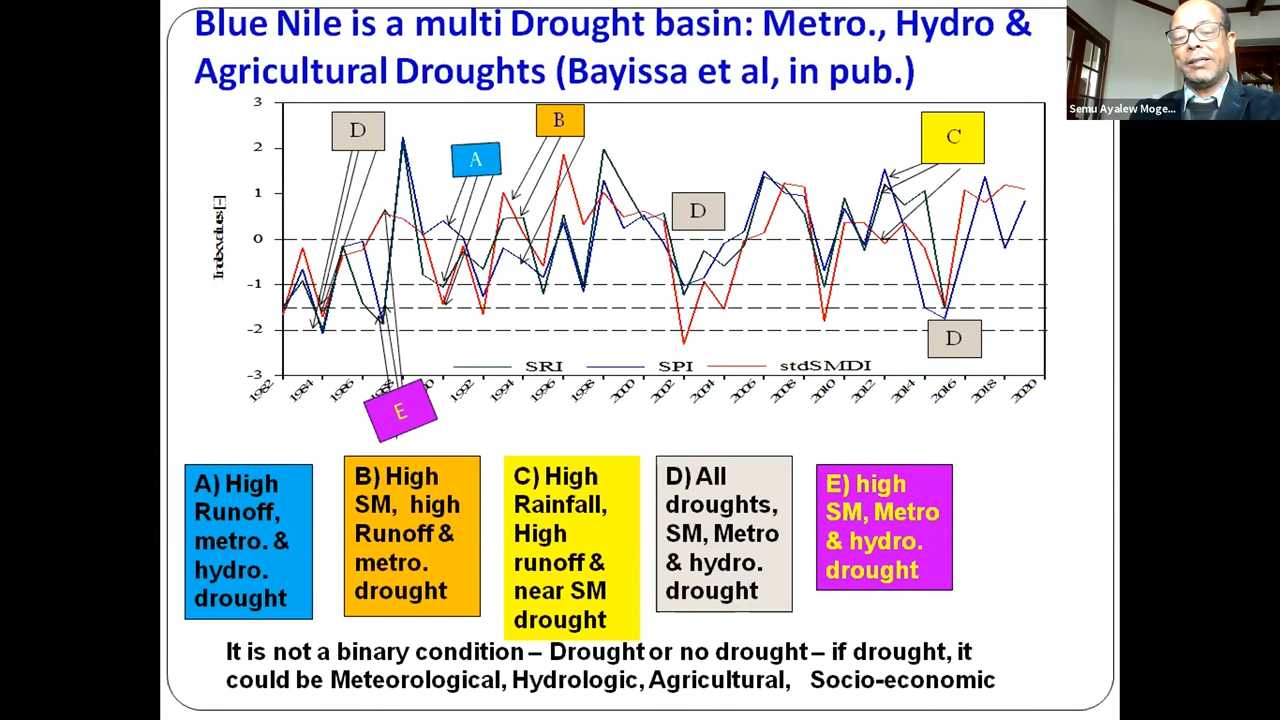 Blue Nile is a multi Drought basin: Metro., Hydro &
Agricultural Droughts (Bayissa et al, in pub.)
Semu Ayalew Moge...
3
2
1
0
-1
-2
-3
D
A
B
D
C
D
E
SRI
SPI
stdSMDI
1982
1984
1986
1988
1992
1994
1996
1998
2000
2002
2004
2006
2008
2010
2012
2014
2016
2018
2020
A) High
Runoff,
metro. &
hydro.
drought
B) High
SM, high
Runoff &
metro.
drought
C) High
Rainfall,
High
runoff &
near SM
drought
D) All
droughts,
SM, Metro
& hydro.
drought
E) high
SM, Metro
& hydro.
drought
It is not a binary condition – Drought or no drought – if drought, it
could be Meteorological, Hydrologic, Agricultural, Socio-economic